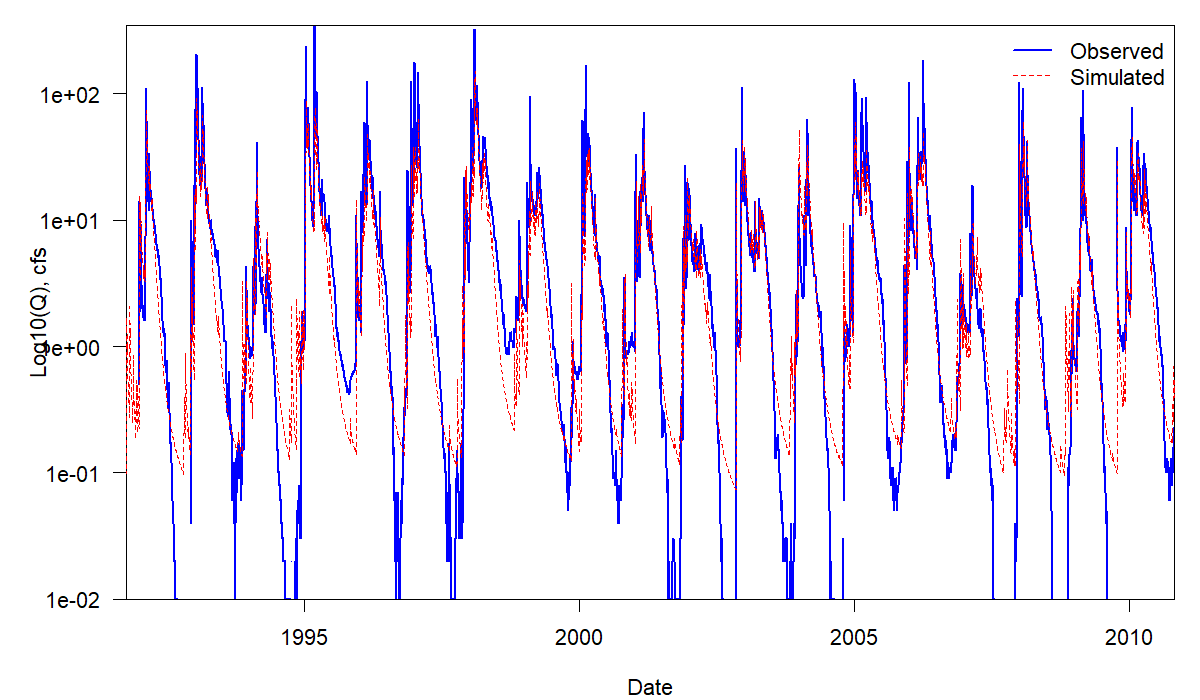 Observed
Simulated
1e+02
1e+01
1e+00
1e-01
1e-02
Log10(Q), cfs
1995
2000
2005
2010
Date